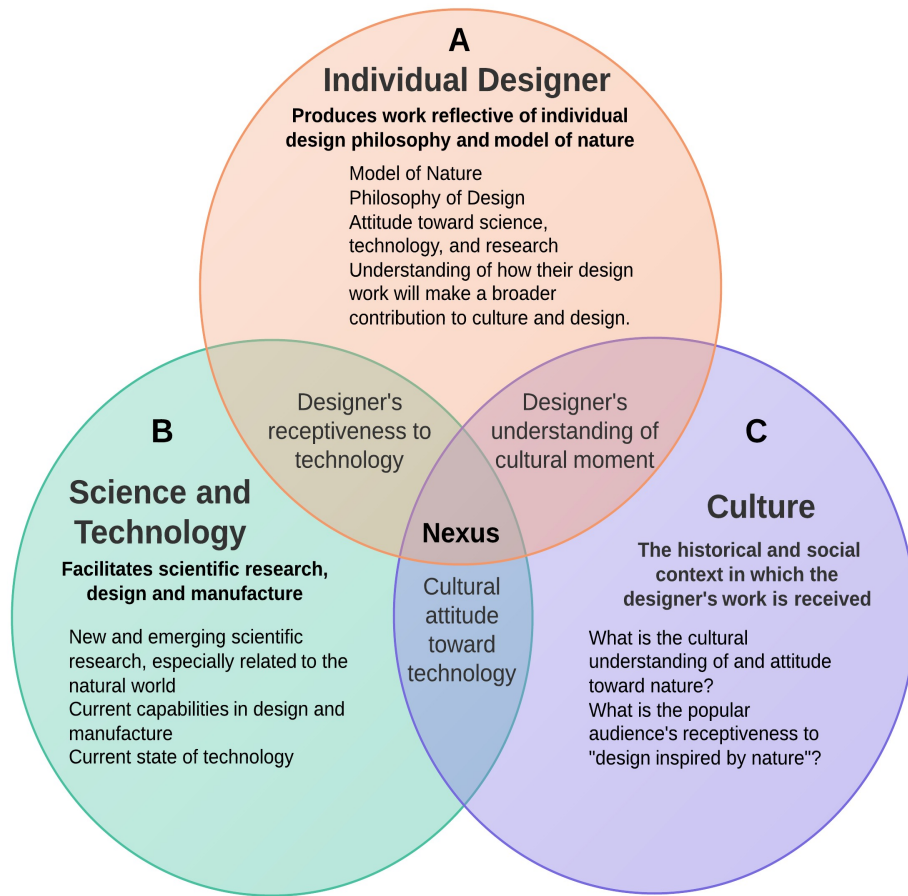 A
Individual Designer
Produces work reflective of individual
design philosophy and model of nature
Model of Nature
Philosophy of Design
Attitude toward science,
technology, and research
Understanding of how their design
work will make a broader
contribution to culture and design.
Designer's
receptiveness to
technology
Designer's
understanding of
cultural moment
B
Science and
Technology
Facilitates scientific research,
design and manufacture
New and emerging scientific
research, especially related to the
natural world
Current capabilities in design and
manufacture
Current state of technology
Nexus
Cultural
attitude
toward
technology
C
Culture
The historical and social
context in which the
designer's work is received
What is the cultural
understanding of and attitude
toward nature?
What is the popular
audience's receptiveness to
"design inspired by nature"?